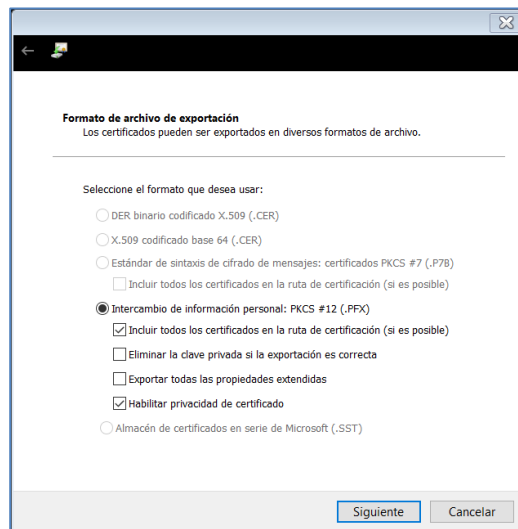 Formato de archivo de exportación
Los certificados pueden ser exportados en diversos formatos de archivo.
Seleccione el formato que desea usar:
DER binario codificado X.509 (.CER)
X.509 codificado base 64 (.CER)
Estándar de sintaxis de cifrado de mensajes: certificados PKCS #7 (.P7B)
Incluir todos los certificados en la ruta de certificación (si es posible)
Intercambio de información personal: PKCS #12 (.PFX)
Incluir todos los certificados en la ruta de certificación (si es posible)
Eliminar la clave privada si la exportación es correcta
Exportar todas las propiedades extendidas
Habilitar privacidad de certificado
Almacén de certificados en serie de Microsoft (.SST)
Siguiente Cancelar